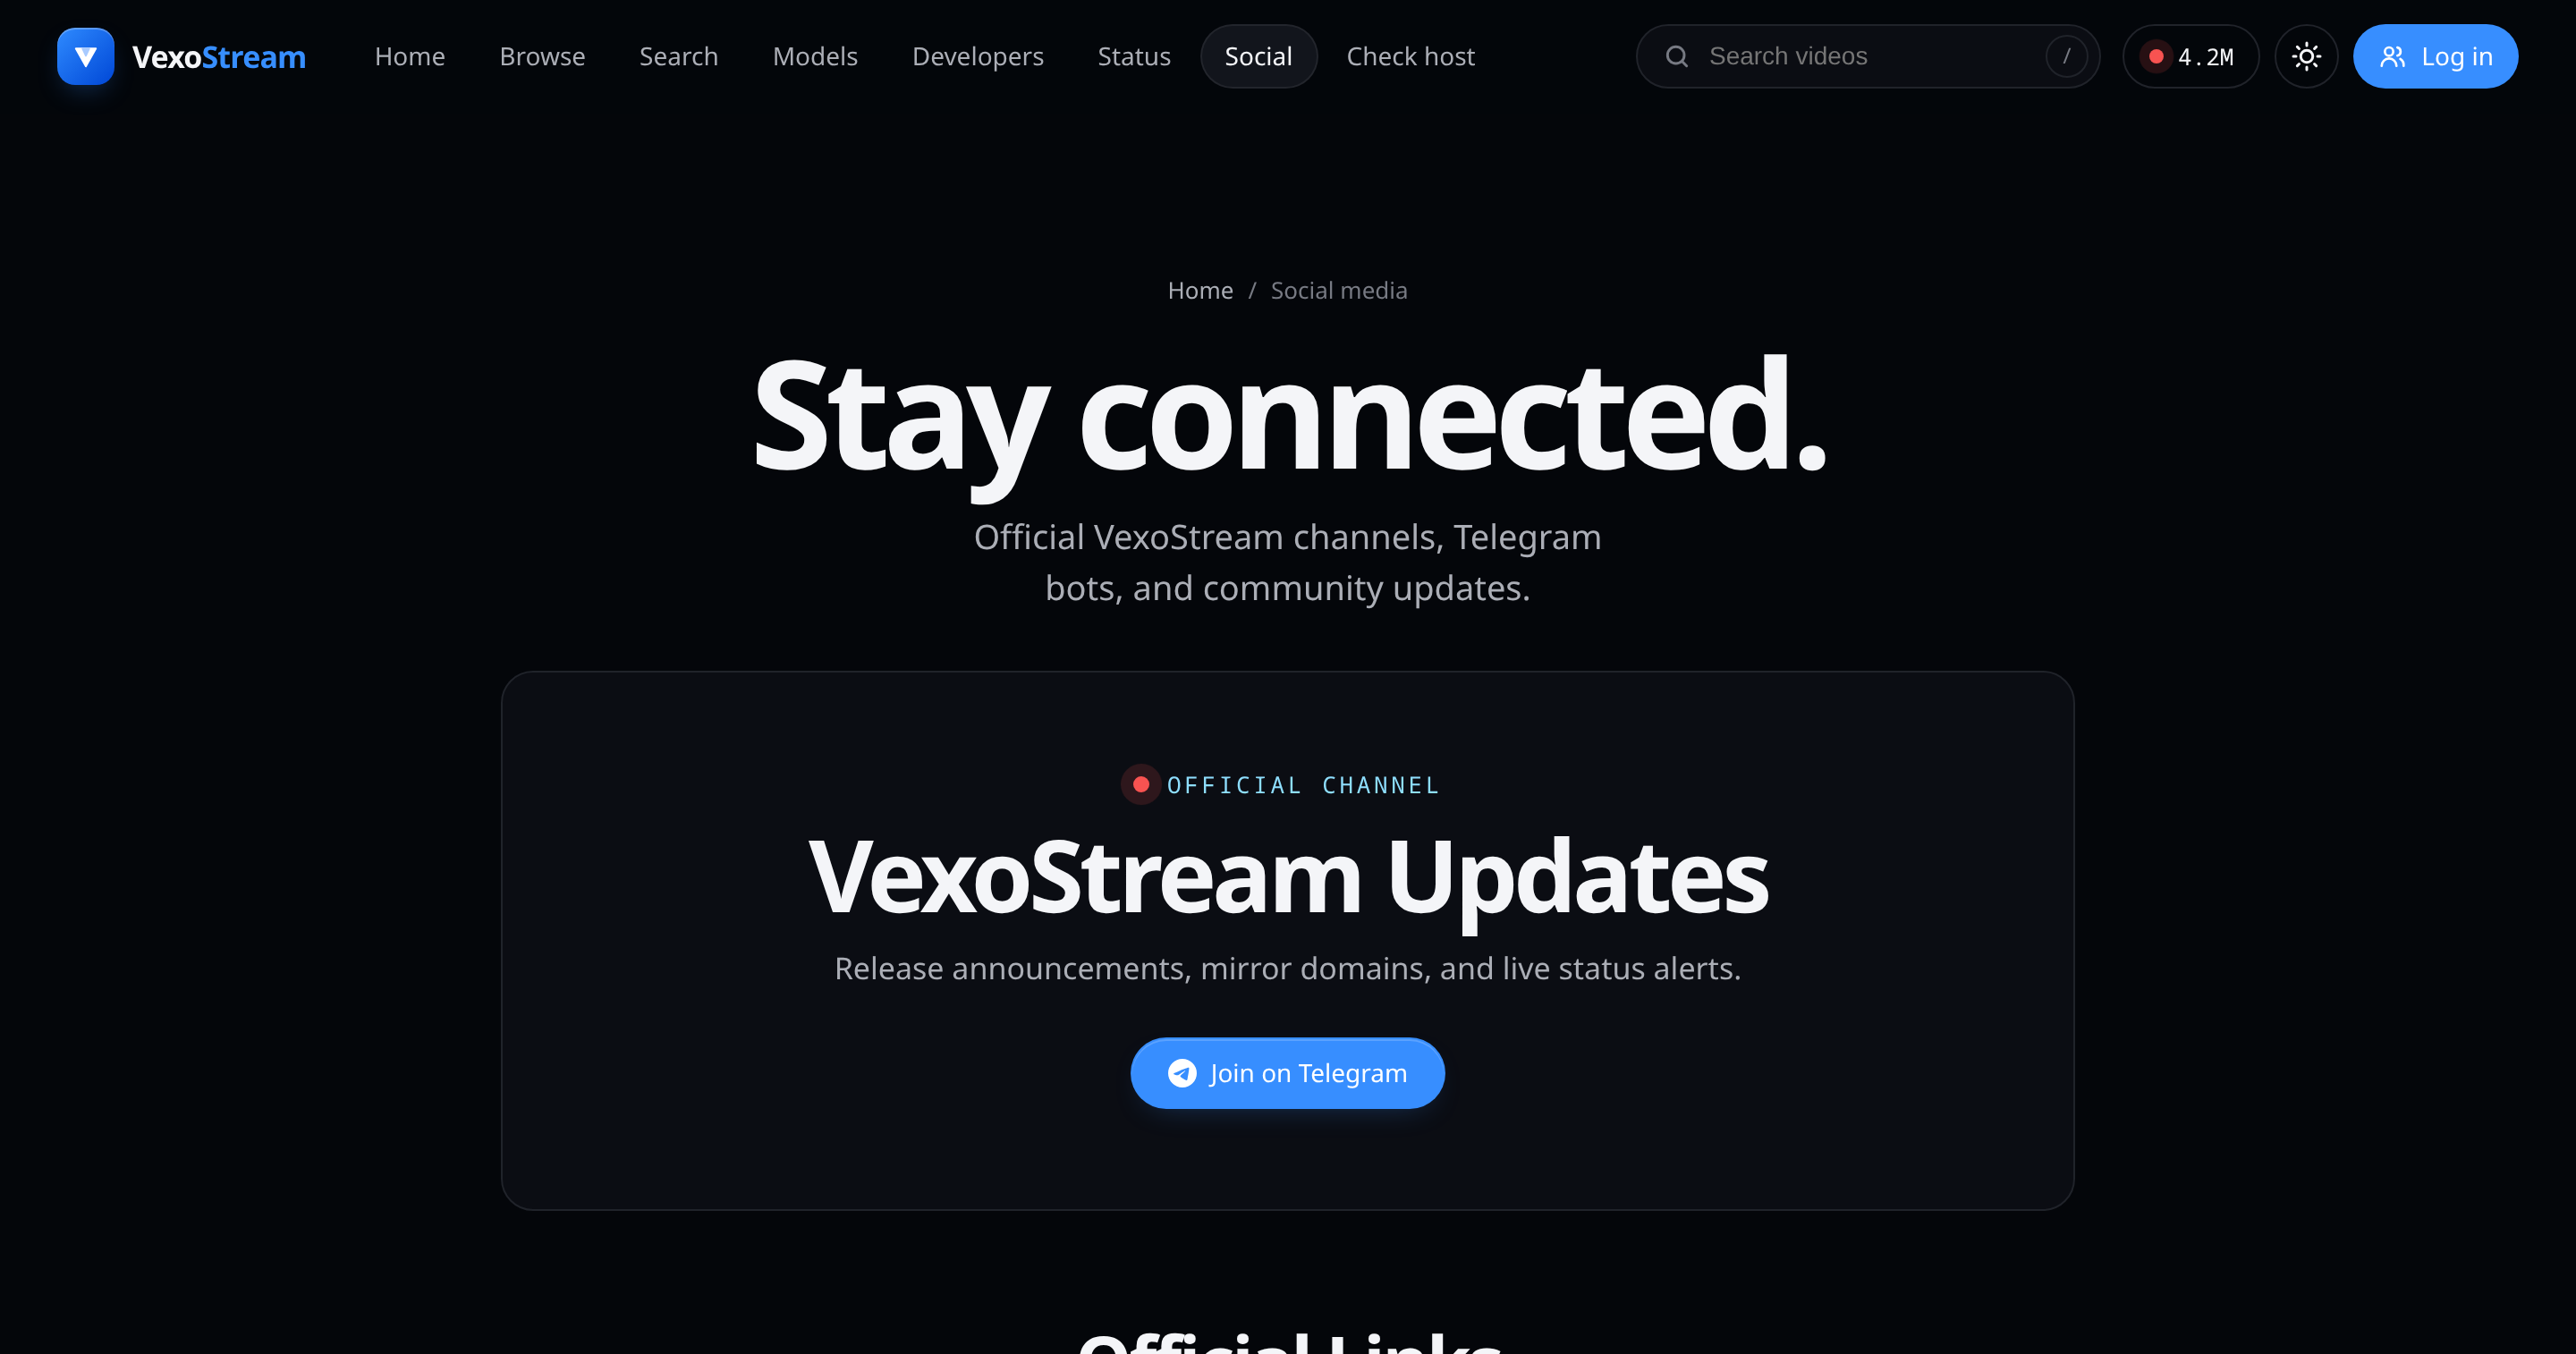 VexoStream
Home
Browse
Search
Models
Developers
Status
Social
Check host
Search videos
/
4.2M
Log in
Home / Social media
Stay connected.
Official VexoStream channels, Telegram
bots, and community updates.
OFFICIAL CHANNEL
VexoStream Updates
Release announcements, mirror domains, and live status alerts.
Join on Telegram
Official Links